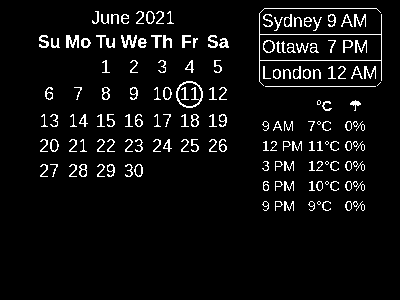 June 2021
Su Mo Tu We Th Fr Sa
1 2 3 4 5
6 7 8 9 10 11 12
13 14 15 16 17 18 19
20 21 22 23 24 25 26
27 28 29 30
Sydney 9 AM
Ottawa 7 PM
London 12 AM
°C ☂
9 AM 7°C 0%
12 PM 11°C 0%
3 PM 12°C 0%
6 PM 10°C 0%
9 PM 9°C 0%